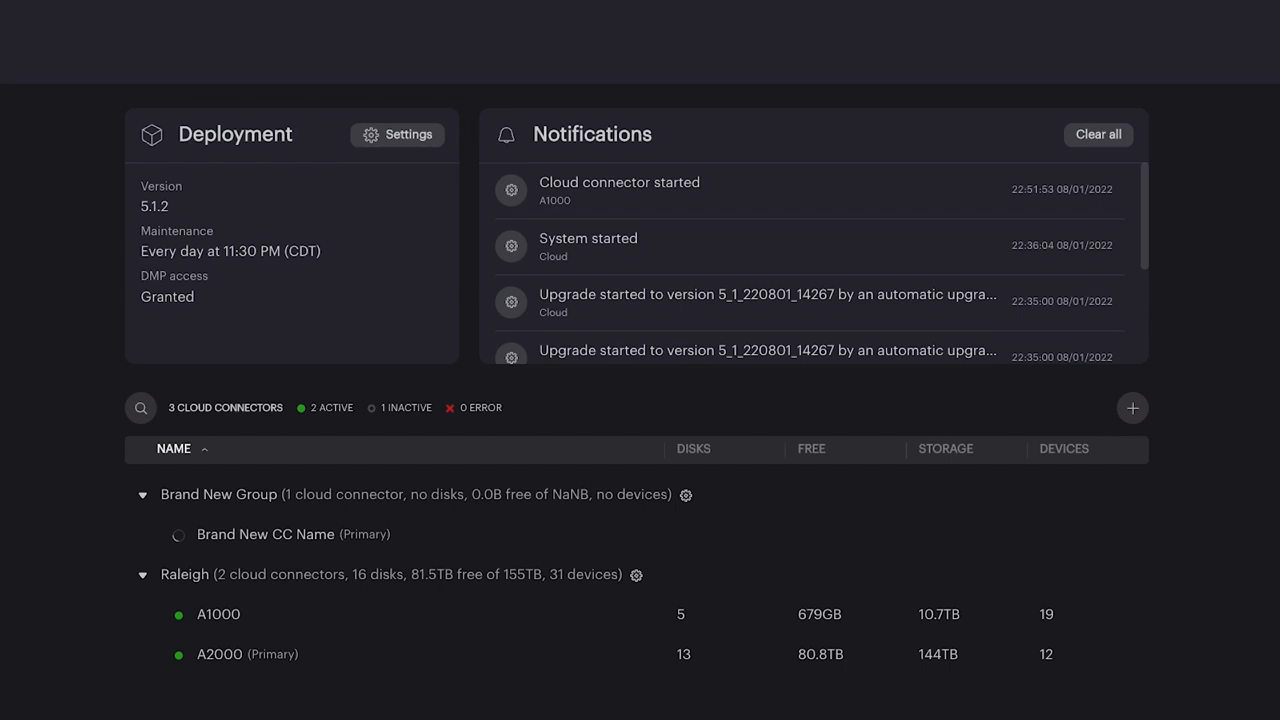 Deployment
Settings
Version
5.1.2
Maintenance
Every day at 11:30 PM (CDT)
DMP access
Granted
Notifications
Clear all
Cloud connector started
A1000
22:51:53 08/01/2022
System started
Cloud
22:36:04 08/01/2022
Upgrade started to version 5_1_220801_14267 by an automatic upgra...
Cloud
22:35:00 08/01/2022
Upgrade started to version 5_1_220801_14267 by an automatic upgra...
22:35:00 08/01/2022
3 CLOUD CONNECTORS 2 ACTIVE 1 INACTIVE 0 ERROR
NAME DISKS FREE STORAGE DEVICES
Brand New Group (1 cloud connector, no disks, 0.0B free of NaNB, no devices)
Brand New CC Name (Primary)
Raleigh (2 cloud connectors, 16 disks, 81.5TB free of 155TB, 31 devices)
A1000 5 679GB 10.7TB 19
A2000 (Primary) 13 80.8TB 144TB 12